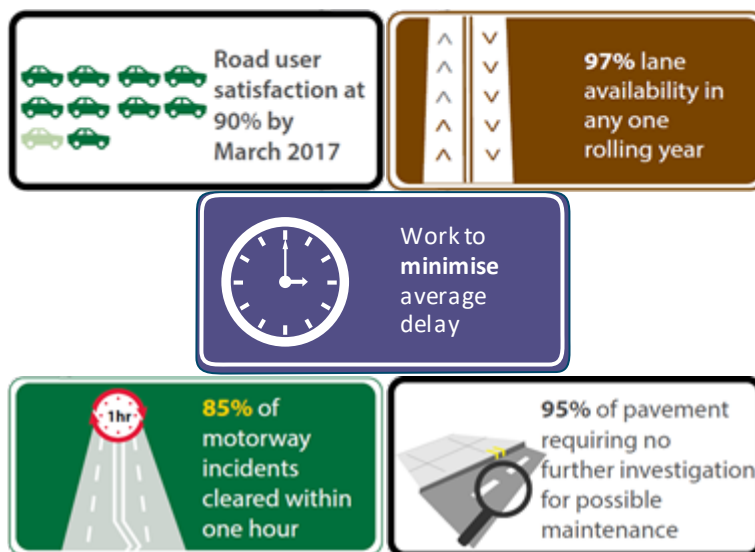 Road user
satisfaction at
90% by
March 2017
97% lane
availability in
any one
rolling year
Work to
minimise
average
delay
1hr
85% of
motorway
incidents
cleared within
one hour
95% of pavement
requiring no
further investigation
for possible
maintenance